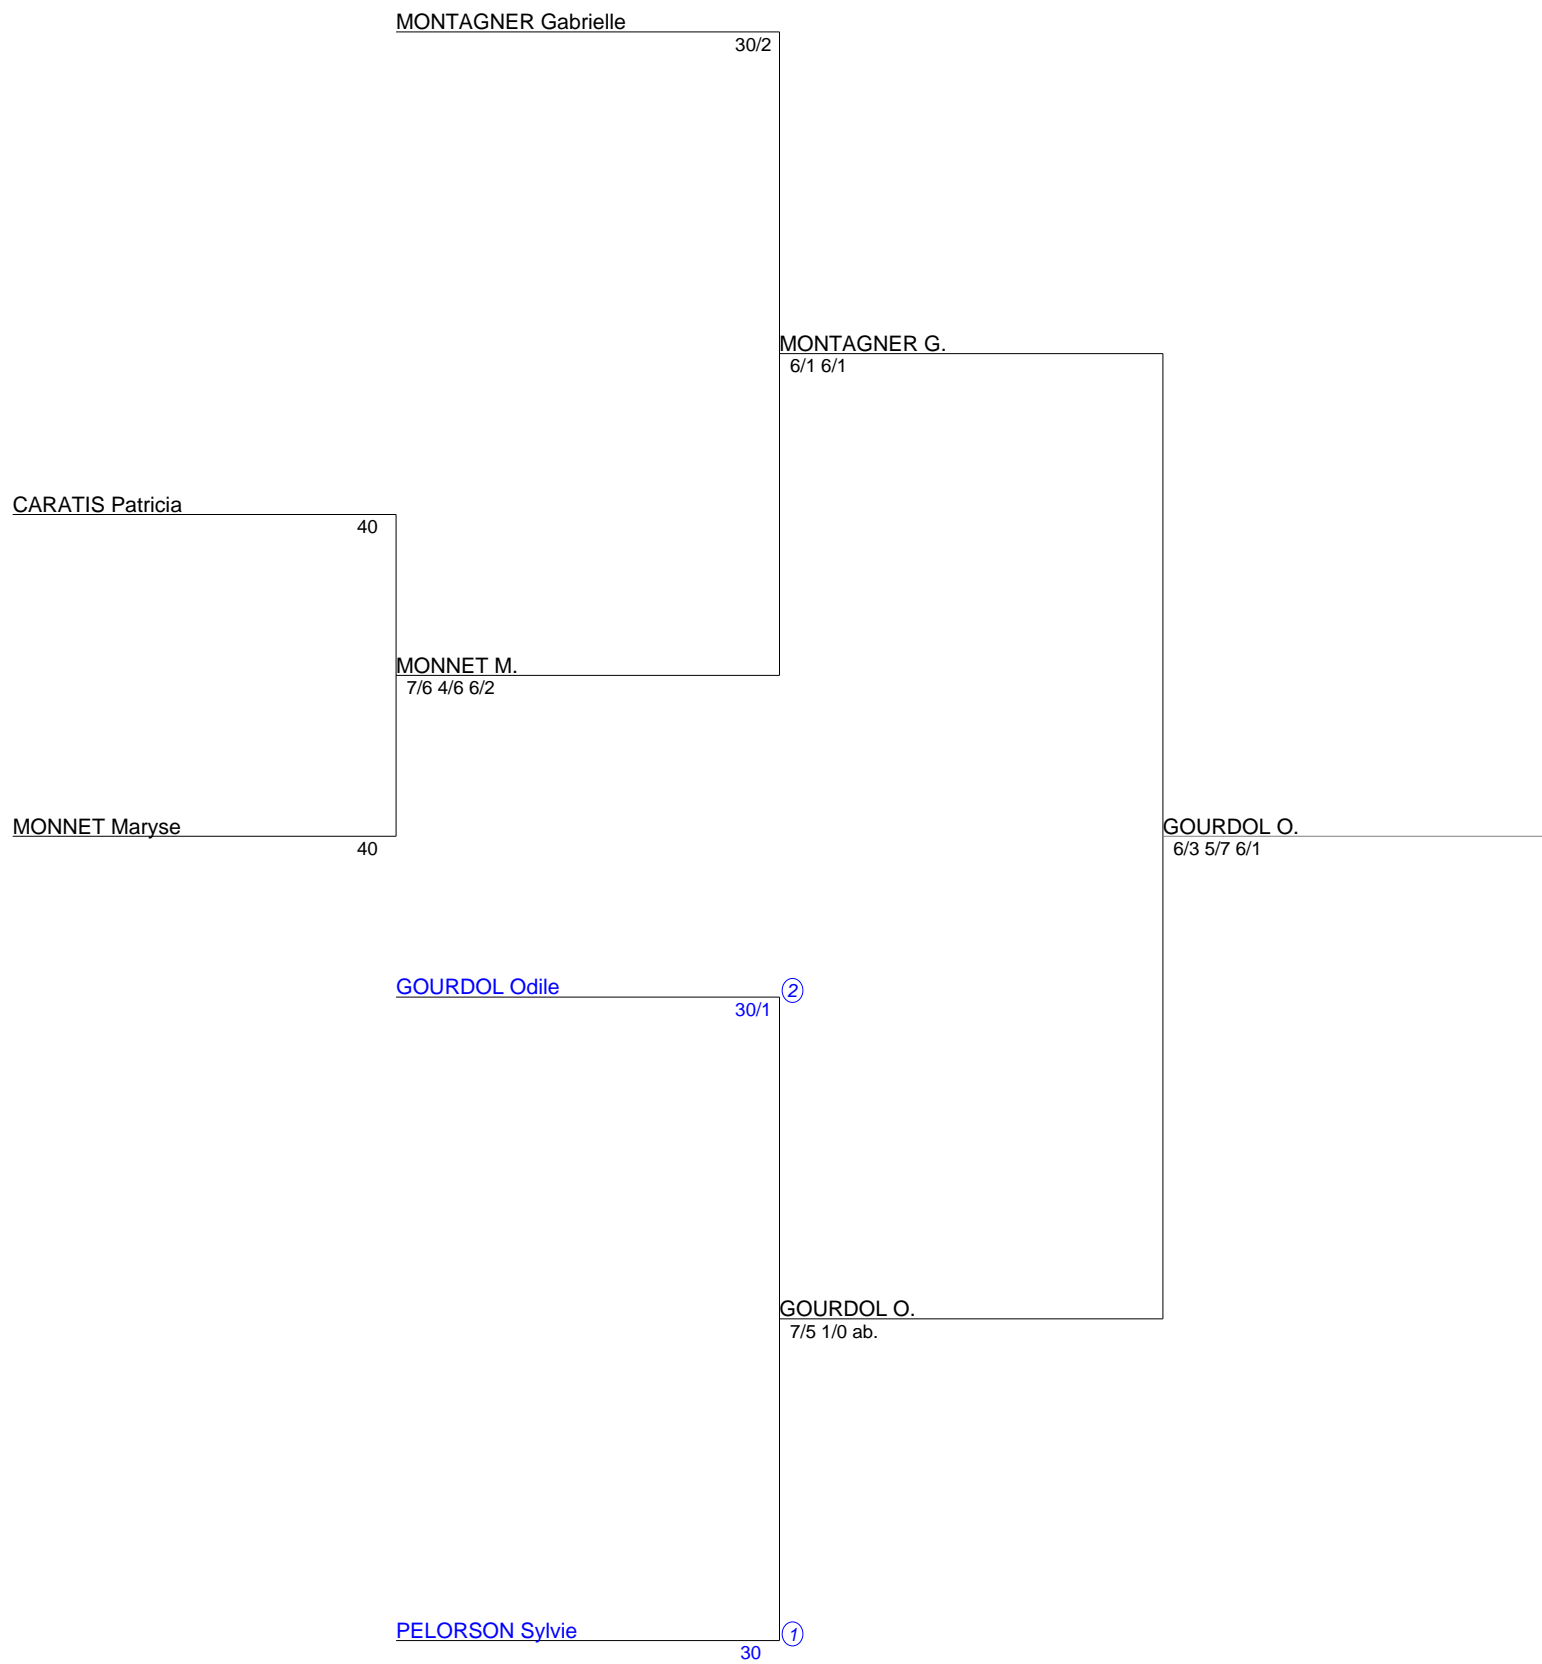 MONTAGNER Gabrielle
30/2
MONTAGNER G.
6/1 6/1
CARATIS Patricia
40
MONNET M.
7/6 4/6 6/2
MONNET Maryse
40
GOURDOL O.
6/3 5/7 6/1
GOURDOL Odile
2
30/1
GOURDOL O.
7/5 1/0 ab.
PELORSON Sylvie
1
30